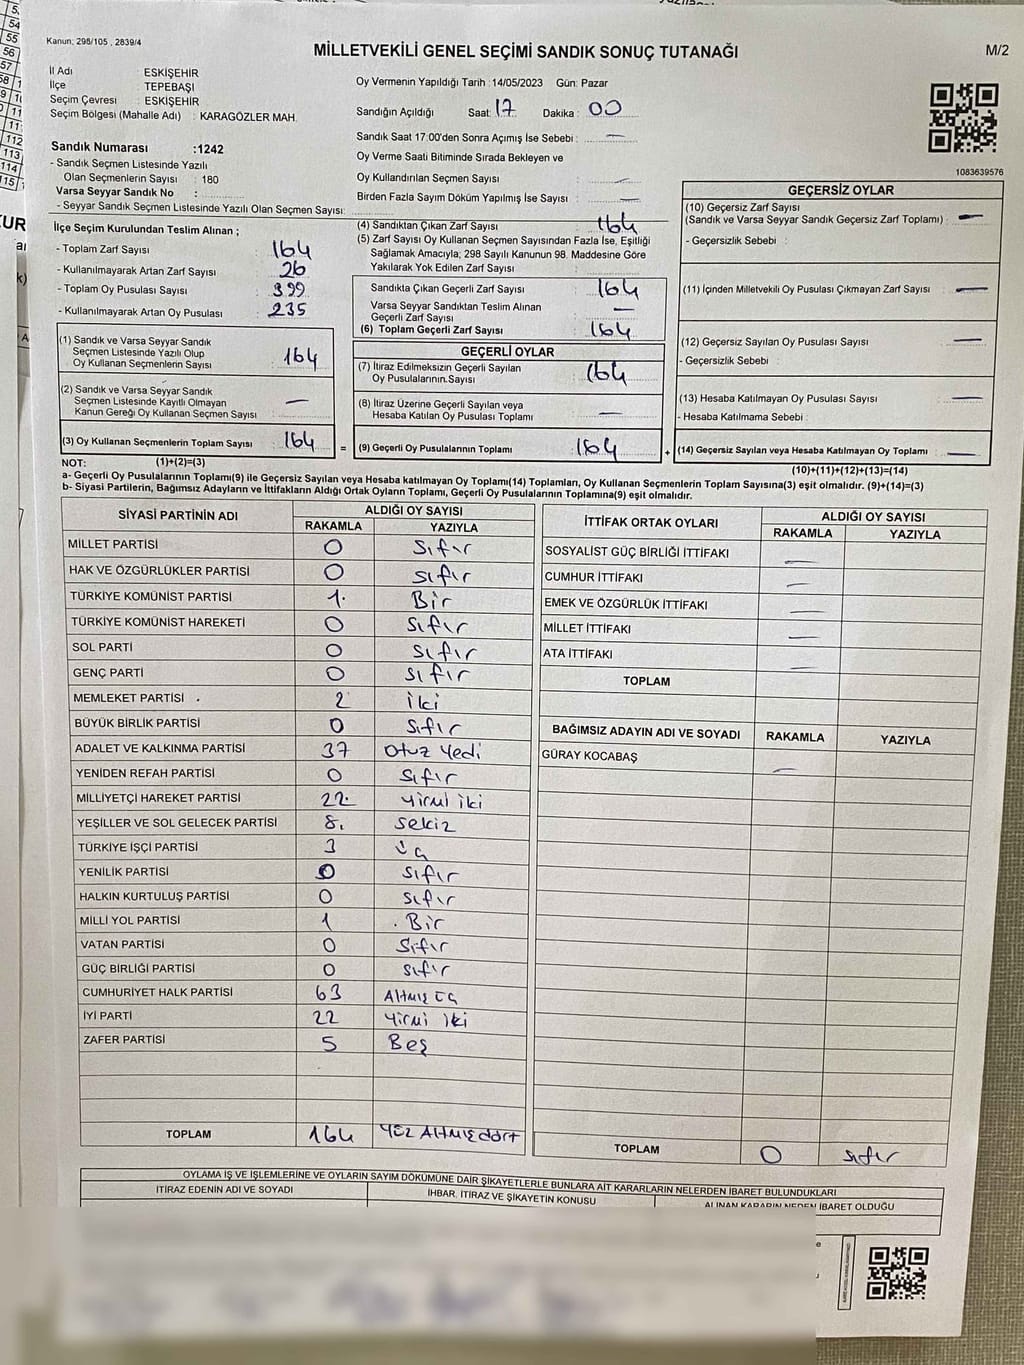 Kanun: 298/105 , 2839/4
MİLLETVEKİLİ GENEL SEÇİMİ SANDIK SONUÇ TUTANAĞI
M/2
İl Adı : ESKİŞEHİR
İlçe : TEPEBAŞI
Seçim Çevresi : ESKİŞEHİR
Seçim Bölgesi (Mahalle Adı) : KARAGÖZLER MAH.
Sandık Numarası :1242
- Sandık Seçmen Listesinde Yazılı
Olan Seçmenlerin Sayısı : 180
Varsa Seyyar Sandık No :
- Seyyar Sandık Seçmen Listesinde Yazılı Olan Seçmen Sayısı:
Oy Vermenin Yapıldığı Tarih :14/05/2023 Gün: Pazar
Sandığın Açıldığı Saat: 17 Dakika : 00
Sandık Saat 17:00'den Sonra Açımış İse Sebebi : —
Oy Verme Saati Bitiminde Sırada Bekleyen ve
Oy Kullandırılan Seçmen Sayısı : —
Birden Fazla Sayım Döküm Yapılmış İse Sayısı : —
1083639576
İlçe Seçim Kurulundan Teslim Alınan ;
- Toplam Zarf Sayısı : 164
- Kullanılmayarak Artan Zarf Sayısı : 26
- Toplam Oy Pusulası Sayısı : 399
- Kullanılmayarak Artan Oy Pusulası : 235
(1) Sandık ve Varsa Seyyar Sandık
Seçmen Listesinde Yazılı Olup
Oy Kullanan Seçmenlerin Sayısı : 164
(2) Sandık ve Varsa Seyyar Sandık
Seçmen Listesinde Kayıtlı Olmayan
Kanun Gereği Oy Kullanan Seçmen Sayısı : —
(3) Oy Kullanan Seçmenlerin Toplam Sayısı : 164
(1)+(2)=(3)
(4) Sandıktan Çıkan Zarf Sayısı : 164
(5) Zarf Sayısı Oy Kullanan Seçmen Sayısından Fazla İse, Eşitliği
Sağlamak Amacıyla; 298 Sayılı Kanunun 98. Maddesine Göre
Yakılarak Yok Edilen Zarf Sayısı :
Sandıkta Çıkan Geçerli Zarf Sayısı : 164
Varsa Seyyar Sandıktan Teslim Alınan
Geçerli Zarf Sayısı : —
(6) Toplam Geçerli Zarf Sayısı : 164
GEÇERLİ OYLAR
(7) İtiraz Edilmeksizin Geçerli Sayılan
Oy Pusulalarının Sayısı : 164
(8) İtiraz Üzerine Geçerli Sayılan veya
Hesaba Katılan Oy Pusulası Toplamı : —
= (9) Geçerli Oy Pusulalarının Toplamı : 164
GEÇERSİZ OYLAR
(10) Geçersiz Zarf Sayısı
(Sandık ve Varsa Seyyar Sandık Geçersiz Zarf Toplamı) : —
- Geçersizlik Sebebi :
(11) İçinden Milletvekili Oy Pusulası Çıkmayan Zarf Sayısı : —
(12) Geçersiz Sayılan Oy Pusulası Sayısı : —
- Geçersizlik Sebebi :
(13) Hesaba Katılmayan Oy Pusulası Sayısı : —
- Hesaba Katılmama Sebebi :
+ (14) Geçersiz Sayılan veya Hesaba Katılmayan Oy Toplamı : —
(10)+(11)+(12)+(13)=(14)
NOT:
a- Geçerli Oy Pusulalarının Toplamı(9) ile Geçersiz Sayılan veya Hesaba katılmayan Oy Toplamı(14) Toplamları, Oy Kullanan Seçmenlerin Toplam Sayısına(3) eşit olmalıdır. (9)+(14)=(3)
b- Siyasi Partilerin, Bağımsız Adayların ve İttifakların Aldığı Ortak Oyların Toplamı, Geçerli Oy Pusulalarının Toplamına(9) eşit olmalıdır.
SİYASİ PARTİNİN ADI ALDIĞI OY SAYISI
RAKAMLA YAZIYLA
MİLLET PARTİSİ 0 Sıfır
HAK VE ÖZGÜRLÜKLER PARTİSİ 0 sıfır
TÜRKİYE KOMÜNİST PARTİSİ 1. Bir
TÜRKİYE KOMÜNİST HAREKETİ 0 Sıfır
SOL PARTİ 0 sıfır
GENÇ PARTİ 0 sıfır
MEMLEKET PARTİSİ 2 iki
BÜYÜK BİRLİK PARTİSİ 0 Sıfır
ADALET VE KALKINMA PARTİSİ 37 Otuz yedi
YENİDEN REFAH PARTİSİ 0 Sıfır
MİLLİYETÇİ HAREKET PARTİSİ 22. yirmi iki
YEŞİLLER VE SOL GELECEK PARTİSİ 8. sekiz
TÜRKİYE İŞÇİ PARTİSİ 3 üç
YENİLİK PARTİSİ 0 sıfır
HALKIN KURTULUŞ PARTİSİ 0 sıfır
MİLLİ YOL PARTİSİ 1 Bir
VATAN PARTİSİ 0 Sıfır
GÜÇ BİRLİĞİ PARTİSİ 0 sıfır
CUMHURİYET HALK PARTİSİ 63 Altmış üç
İYİ PARTİ 22 yirmi iki
ZAFER PARTİSİ 5 Beş
TOPLAM 164 Yüz Altmış dört
İTTİFAK ORTAK OYLARI ALDIĞI OY SAYISI
RAKAMLA YAZIYLA
SOSYALİST GÜÇ BİRLİĞİ İTTİFAKI —
CUMHUR İTTİFAKI —
EMEK VE ÖZGÜRLÜK İTTİFAKI —
MİLLET İTTİFAKI —
ATA İTTİFAKI —
TOPLAM
BAĞIMSIZ ADAYIN ADI VE SOYADI RAKAMLA YAZIYLA
GÜRAY KOCABAŞ —
TOPLAM 0 sıfır
OYLAMA İŞ VE İŞLEMLERİNE VE OYLARIN SAYIM DÖKÜMÜNE DAİR ŞİKAYETLERLE BUNLARA AİT KARARLARIN NELERDEN İBARET BULUNDUKLARI
İTİRAZ EDENİN ADI VE SOYADI İHBAR, İTİRAZ VE ŞİKAYETİN KONUSU ALINAN KARARIN NEDEN İBARET OLDUĞU